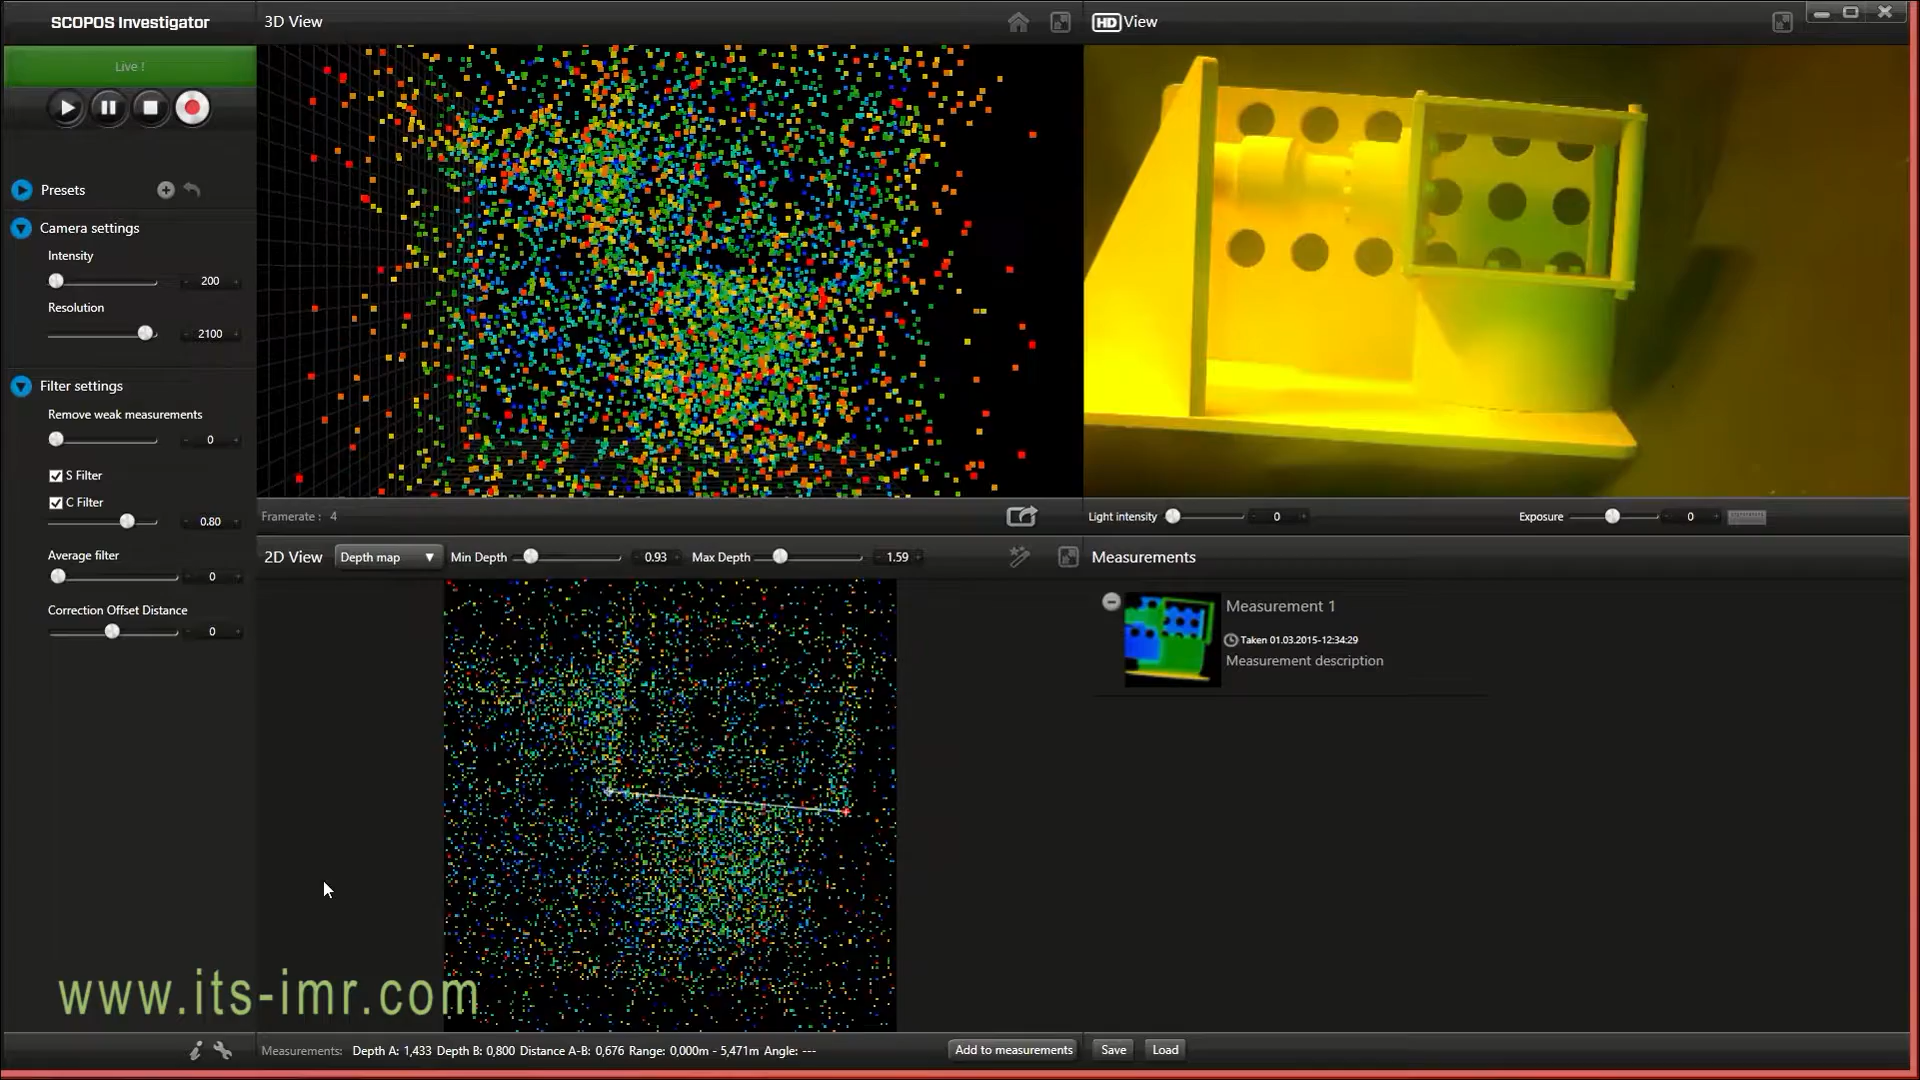 SCOPOS Investigator
3D View
HD View
Live !
Presets
Camera settings
Intensity
200
Resolution
2100
Filter settings
Remove weak measurements
0
S Filter
C Filter
0.80
Average filter
0
Correction Offset Distance
0
Framerate : 4
Light intensity 0
Exposure 0
2D View Depth map Min Depth 0.93 Max Depth 1.59
Measurements
Measurement 1
Taken 01.03.2015-12:34:29
Measurement description
www.its-imr.com
Measurements: Depth A: 1,433 Depth B: 0,800 Distance A-B: 0,676 Range: 0,000m - 5,471m Angle: ---
Add to measurements
Save
Load